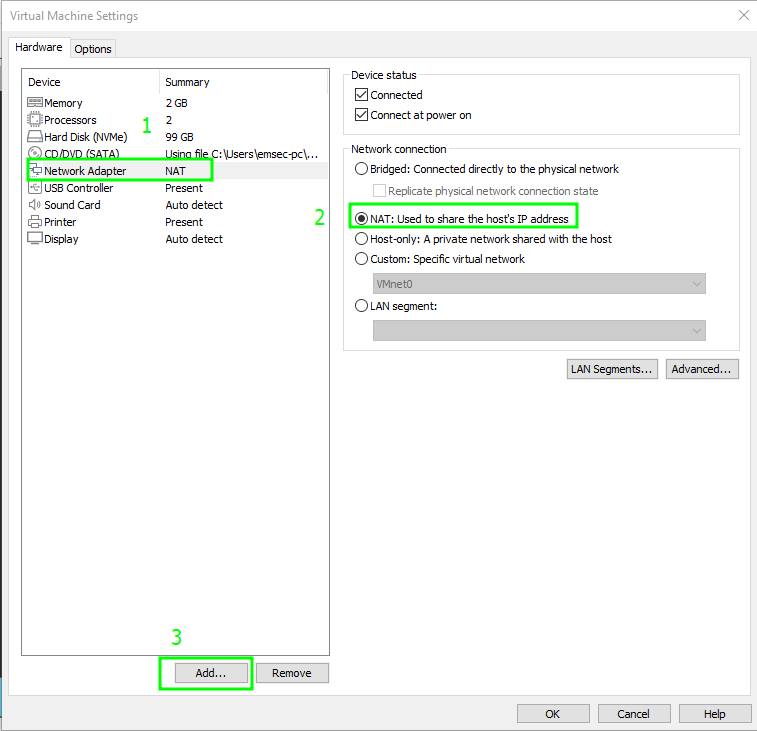 Virtual Machine Settings
Hardware
Options
Device Summary
Memory 2 GB
Processors 2
1
Hard Disk (NVMe) 99 GB
CD/DVD (SATA) Using file C:\Users\emsec-pc\,...
Network Adapter NAT
USB Controller Present
Sound Card Auto detect
Printer Present
Display Auto detect
3
Add...
Remove
Device status
Connected
Connect at power on
Network connection
Bridged: Connected directly to the physical network
Replicate physical network connection state
2
NAT: Used to share the host's IP address
Host-only: A private network shared with the host
Custom: Specific virtual network
VMnet0
LAN segment:
LAN Segments...
Advanced...
OK
Cancel
Help